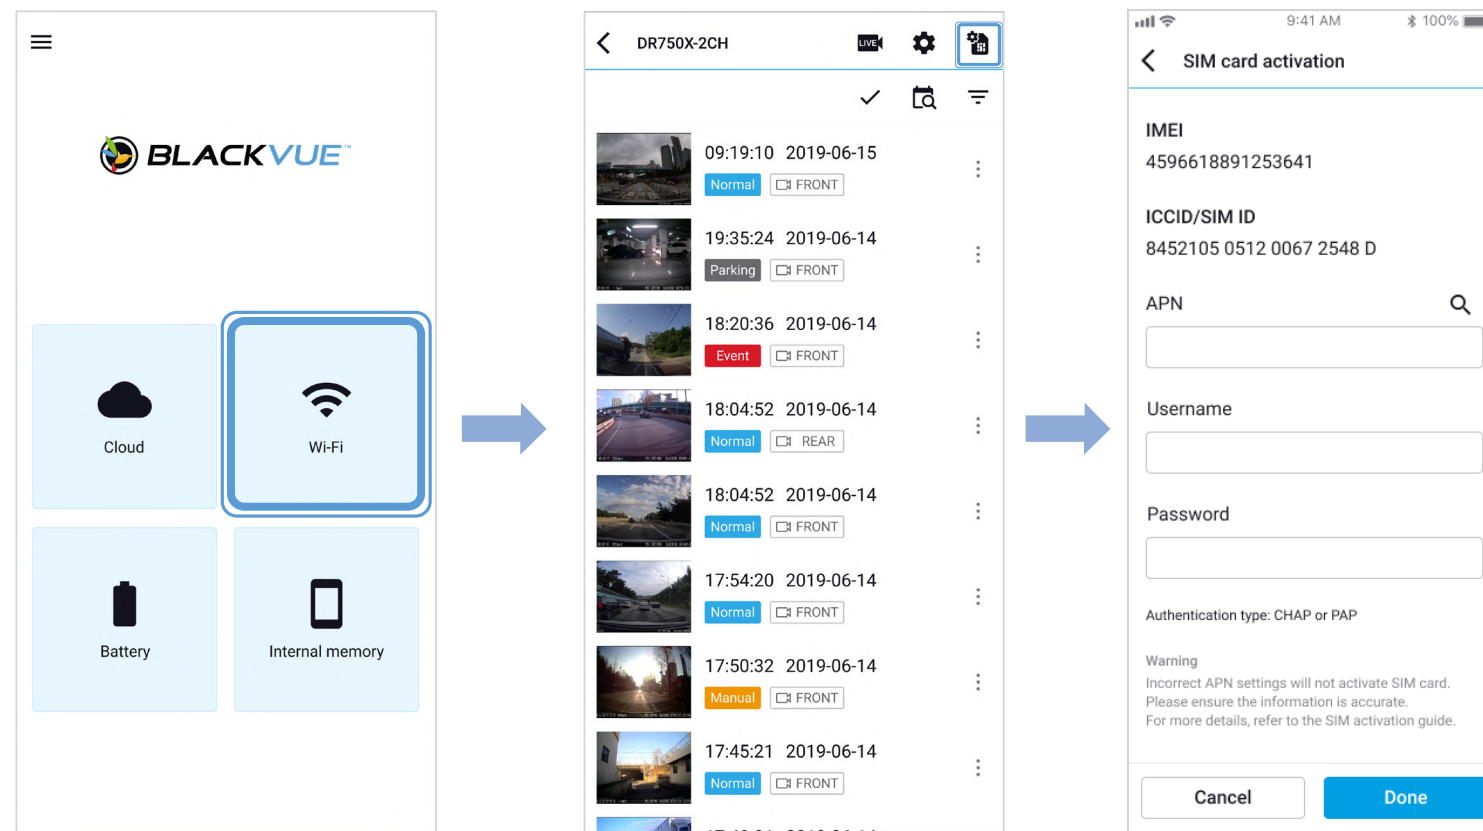 BLACKVUE™
Cloud
Wi-Fi
Battery
Internal memory
DR750X-2CH
LIVE
09:19:10 2019-06-15
Normal FRONT
19:35:24 2019-06-14
Parking FRONT
18:20:36 2019-06-14
Event FRONT
18:04:52 2019-06-14
Normal REAR
18:04:52 2019-06-14
Normal FRONT
17:54:20 2019-06-14
Normal FRONT
17:50:32 2019-06-14
Manual FRONT
17:45:21 2019-06-14
Normal FRONT
9:41 AM 100%
SIM card activation
IMEI
4596618891253641
ICCID/SIM ID
8452105 0512 0067 2548 D
APN
Username
Password
Authentication type: CHAP or PAP
Warning
Incorrect APN settings will not activate SIM card.
Please ensure the information is accurate.
For more details, refer to the SIM activation guide.
Cancel Done